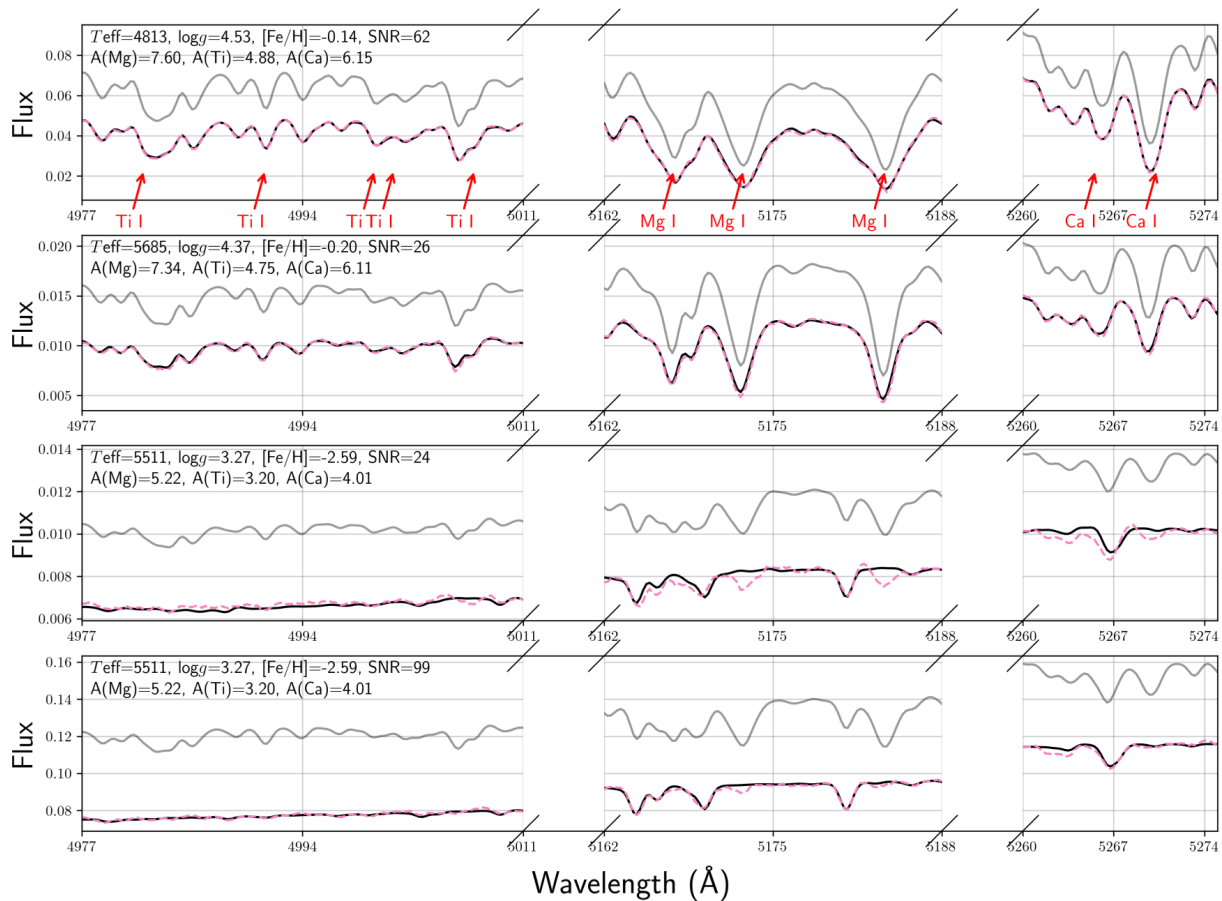 Teff=4813, logg=4.53, [Fe/H]=-0.14, SNR=62
A(Mg)=7.60, A(Ti)=4.88, A(Ca)=6.15
Flux
0.08
0.06
0.04
0.02
4977 4994 5011 5162 5175 5188 5260 5267 5274
Ti I Ti I Ti I Ti I Ti I Mg I Mg I Mg I Ca I Ca I
Teff=5685, logg=4.37, [Fe/H]=-0.20, SNR=26
A(Mg)=7.34, A(Ti)=4.75, A(Ca)=6.11
Flux
0.020
0.015
0.010
0.005
4977 4994 5011 5162 5175 5188 5260 5267 5274
Teff=5511, logg=3.27, [Fe/H]=-2.59, SNR=24
A(Mg)=5.22, A(Ti)=3.20, A(Ca)=4.01
Flux
0.014
0.012
0.010
0.008
0.006
4977 4994 5011 5162 5175 5188 5260 5267 5274
Teff=5511, logg=3.27, [Fe/H]=-2.59, SNR=99
A(Mg)=5.22, A(Ti)=3.20, A(Ca)=4.01
Flux
0.16
0.14
0.12
0.10
0.08
4977 4994 5011 5162 5175 5188 5260 5267 5274
Wavelength (Å)